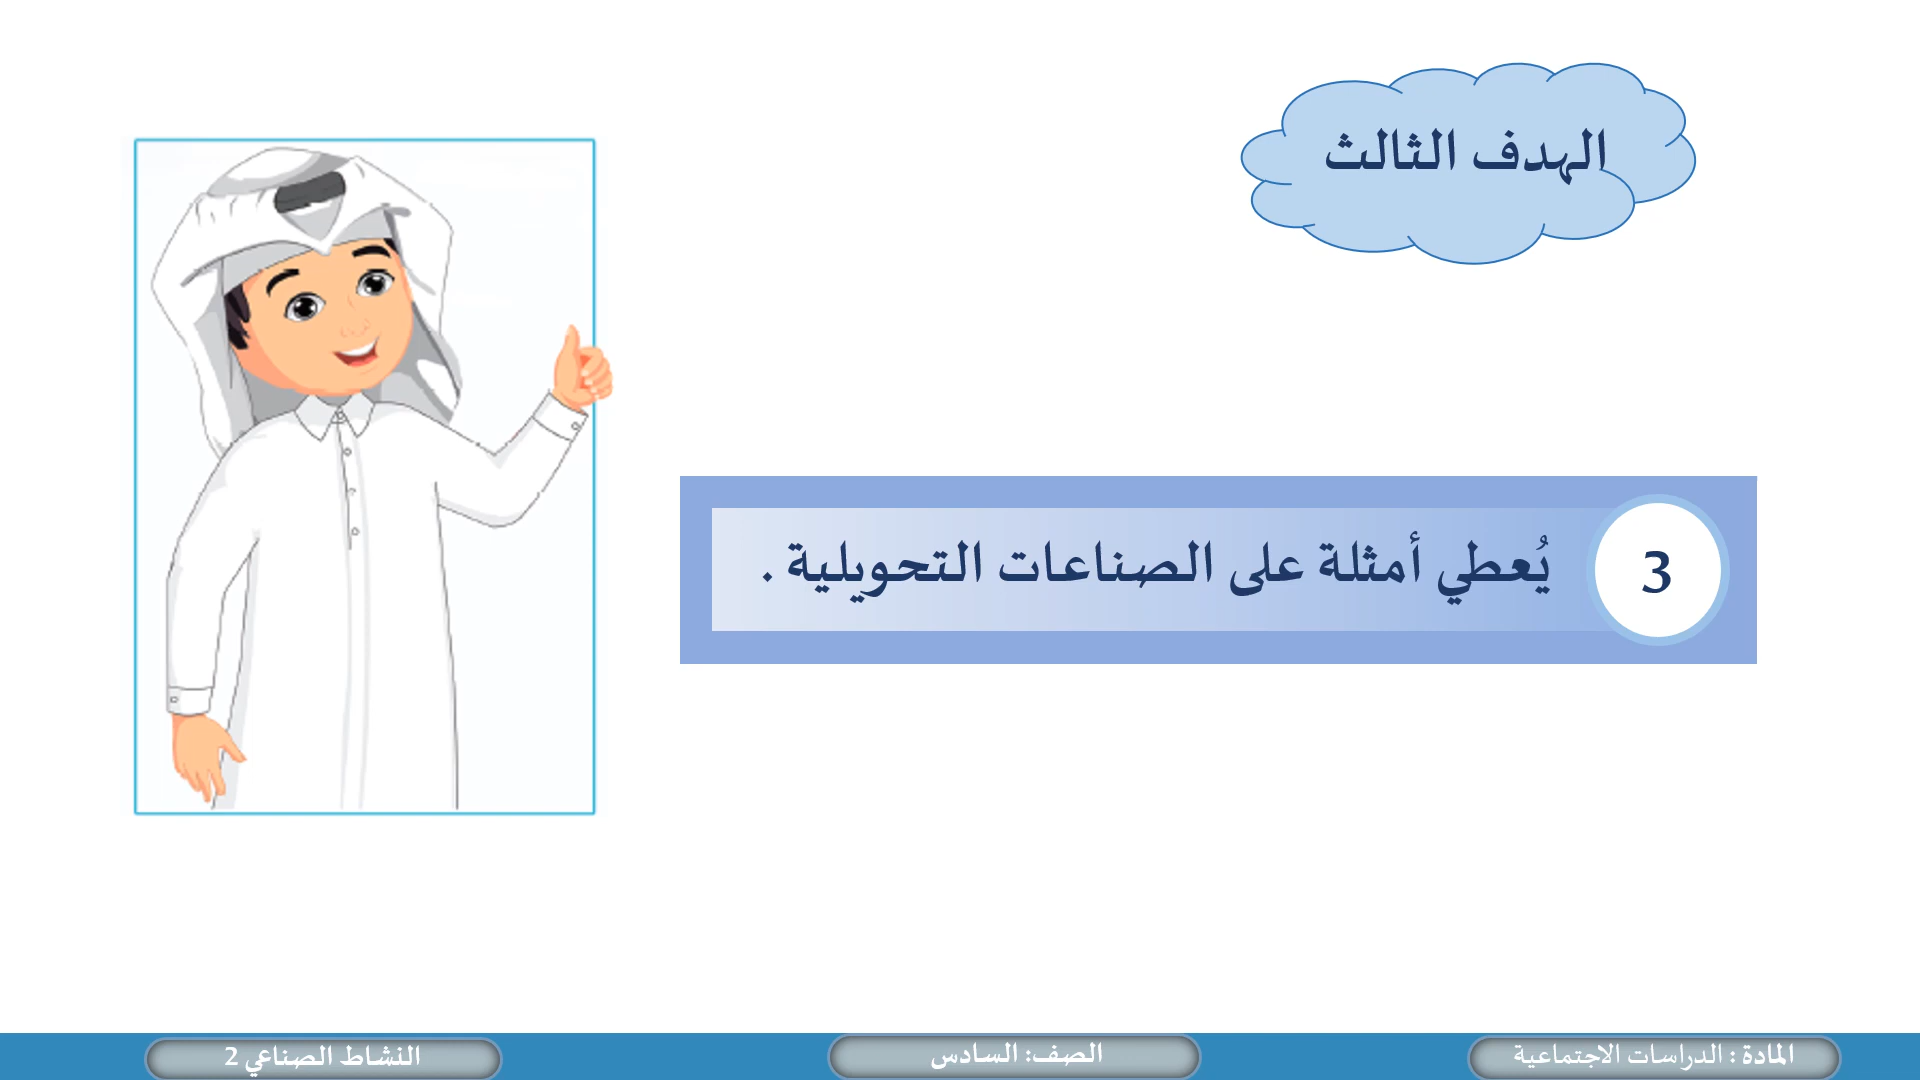 الهدف الثالث
3
يُعطي أمثلة على الصناعات التحويلية .
المادة : الدراسات الاجتماعية
الصف: السادس
النشاط الصناعي 2